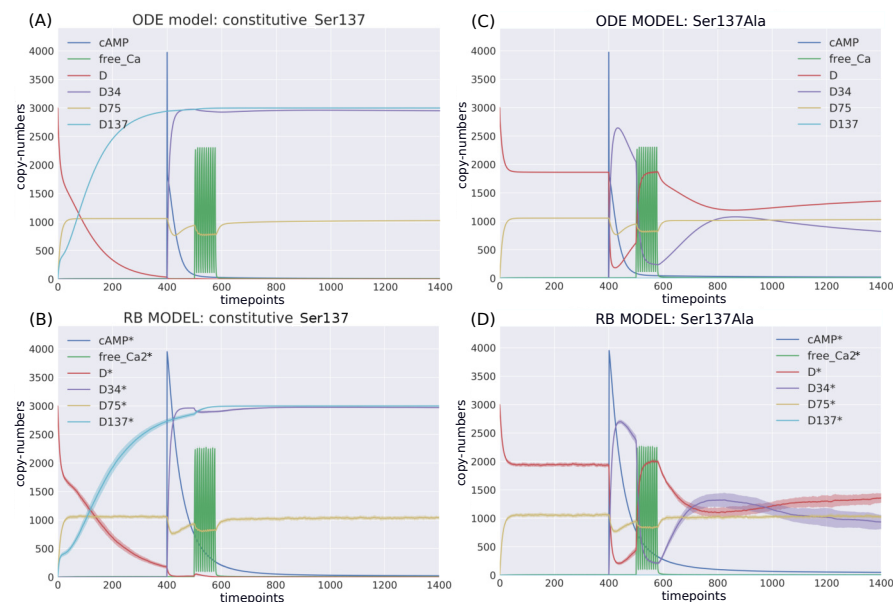 (A)
ODE model: constitutive Ser137
copy-numbers
4000
3500
3000
2500
2000
1500
1000
500
0
cAMP
free_Ca
D
D34
D75
D137
0 200 400 600 800 1000 1200 1400
timepoints
(C)
ODE MODEL: Ser137Ala
4000
3500
3000
2500
2000
1500
1000
500
0
cAMP
free_Ca
D
D34
D75
D137
0 200 400 600 800 1000 1200 1400
timepoints
(B)
RB MODEL: constitutive Ser137
copy-numbers
4000
3500
3000
2500
2000
1500
1000
500
0
cAMP*
free_Ca2*
D*
D34*
D75*
D137*
0 200 400 600 800 1000 1200 1400
timepoints
(D)
RB MODEL: Ser137Ala
copy-numbers
4000
3500
3000
2500
2000
1500
1000
500
0
cAMP*
free_Ca2*
D*
D34*
D75*
D137*
0 200 400 600 800 1000 1200 1400
timepoints